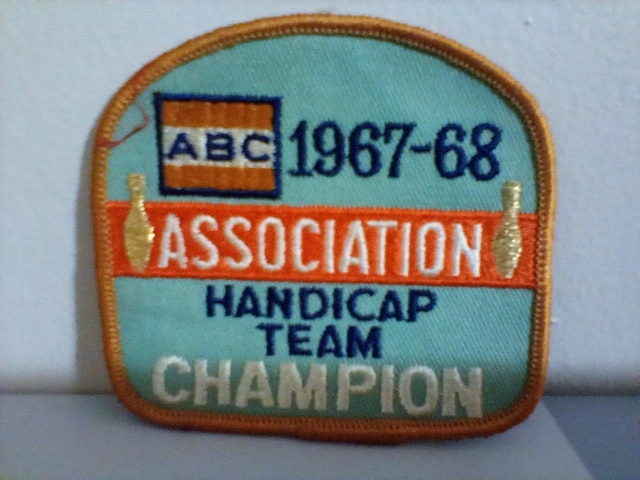 ABC 1967-68
ASSOCIATION
HANDICAP
TEAM
CHAMPION